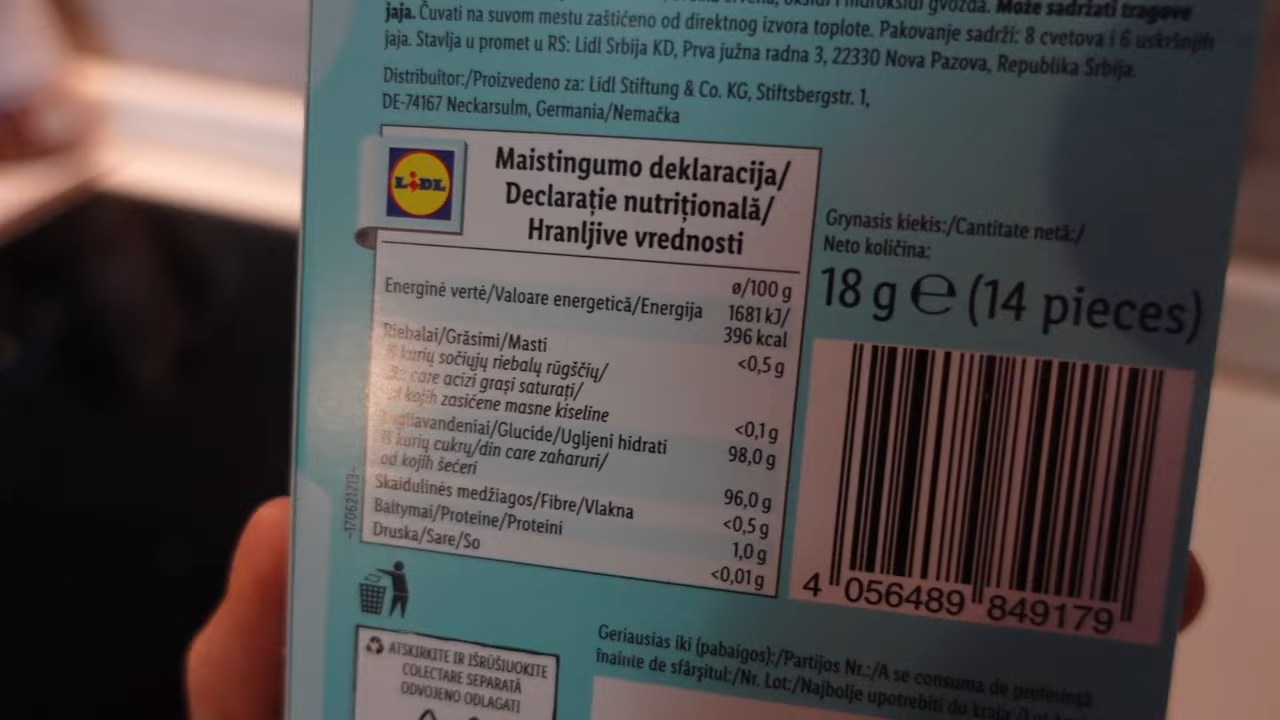 oksidi i hidroksidi gvožđa. Može sadržati tragove
jaja. Čuvati na suvom mestu zaštićeno od direktnog izvora toplote. Pakovanje sadrži: 8 cvetova i 6 uskršnjih
jaja. Stavlja u promet u RS: Lidl Srbija KD, Prva južna radna 3, 22330 Nova Pazova, Republika Srbija.
Distribuitor:/Proizvedeno za: Lidl Stiftung & Co. KG, Stiftsbergstr. 1,
DE-74167 Neckarsulm, Germania/Nemačka
LIDL
Maistingumo deklaracija/
Declarație nutrițională/
Hranljive vrednosti
ø/100 g
Energinė vertė/Valoare energetică/Energija 1681 kJ/
396 kcal
Riebalai/Grăsimi/Masti <0,5 g
iš kurių sočiųjų riebalų rūgščių/
care acizi grași saturați/
od kojih zasićene masne kiseline <0,1 g
Angliavandeniai/Glucide/Ugljeni hidrati 98,0 g
iš kurių cukrų/din care zaharuri/
od kojih šećeri 96,0 g
Skaidulinės medžiagos/Fibre/Vlakna <0,5 g
Baltymai/Proteine/Proteini 1,0 g
Druska/Sare/So <0,01 g
Grynasis kiekis:/Cantitate netă:/
Neto količina:
18 g e (14 pieces)
4 056489 849179
-170621213-
ATSKIRKITE IR IŠRŪŠIUOKITE
COLECTARE SEPARATĂ
ODVOJENO ODLAGATI
Geriausias iki (pabaigos):/Partijos Nr.:/A se consuma de preferință
înainte de sfârșitul:/Nr. Lot:/Najbolje upotrebiti do kraja: